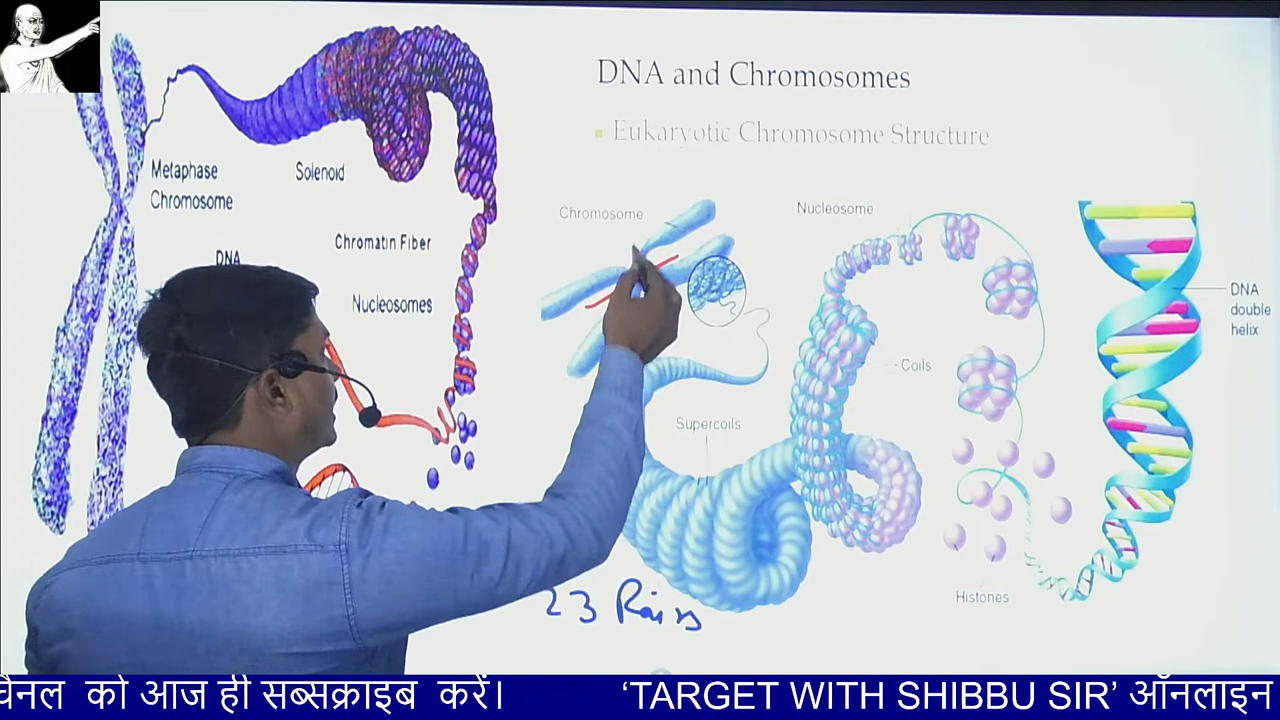 DNA and Chromosomes
Eukaryotic Chromosome Structure
Metaphase
Chromosome
Solenoid
Chromatin Fiber
DNA
Nucleosomes
Chromosome
Nucleosome
Coils
Supercoils
DNA
double
helix
Histones
23 Pairs
चैनल को आज ही सब्सक्राइब करें। ‘TARGET WITH SHIBBU SIR’ ऑनलाइन